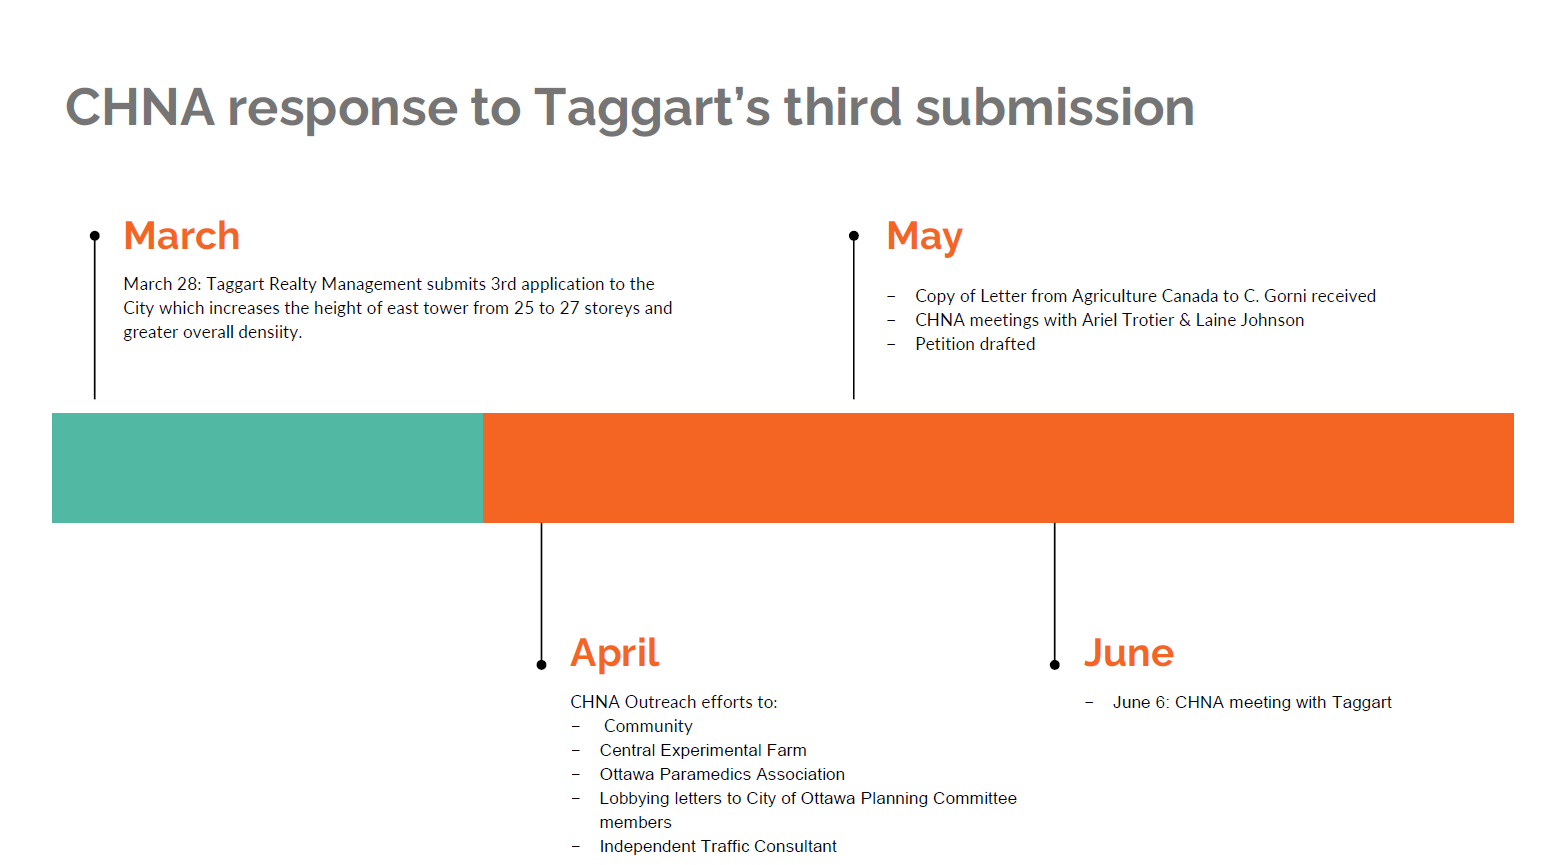 CHNA response to Taggart’s third submission
March
March 28: Taggart Realty Management submits 3rd application to the
City which increases the height of east tower from 25 to 27 storeys and
greater overall densiity.
May
– Copy of Letter from Agriculture Canada to C. Gorni received
– CHNA meetings with Ariel Trotier & Laine Johnson
– Petition drafted
April
CHNA Outreach efforts to:
– Community
– Central Experimental Farm
– Ottawa Paramedics Association
– Lobbying letters to City of Ottawa Planning Committee
members
– Independent Traffic Consultant
June
– June 6: CHNA meeting with Taggart